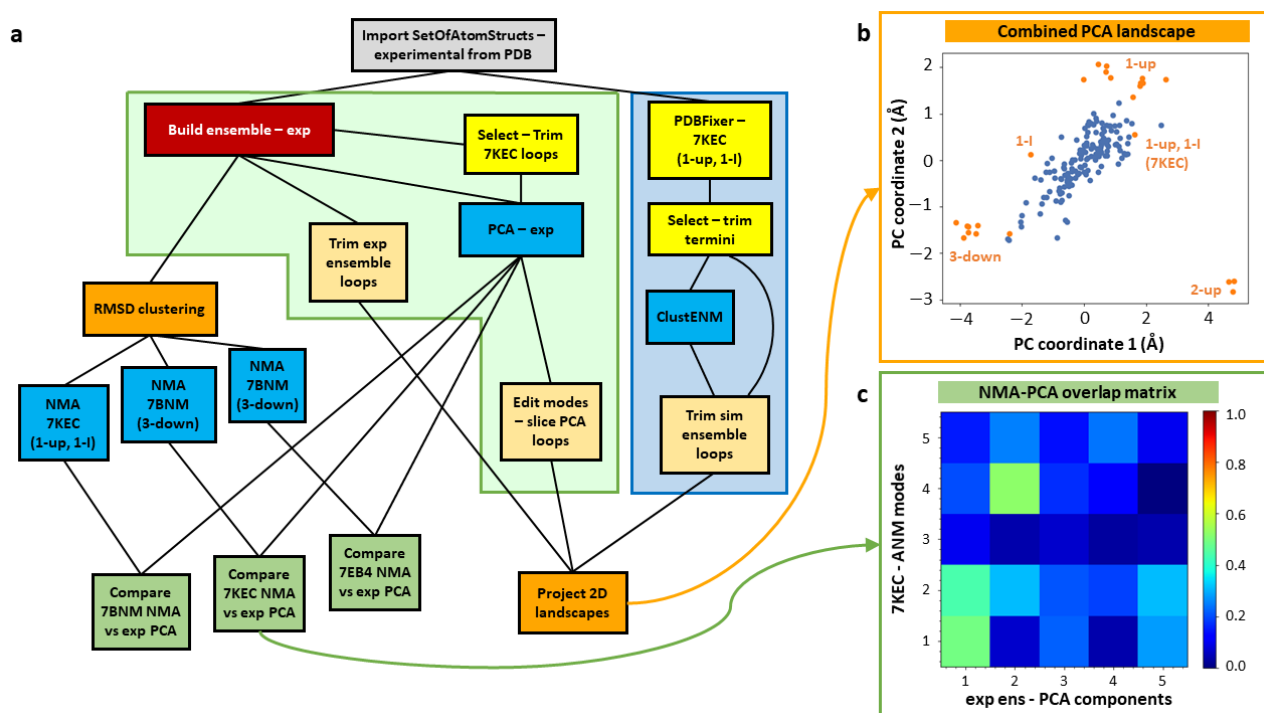 a
Import SetOfAtomStructs –
experimental from PDB
Build ensemble – exp
Select – Trim
7KEC loops
PDBFixer –
7KEC
(1-up, 1-I)
PCA – exp
Select – trim
termini
Trim exp
ensemble
loops
RMSD clustering
ClustENM
NMA
7KEC
(1-up, 1-I)
NMA
7BNM
(3-down)
NMA
7BNM
(3-down)
Edit modes
– slice PCA
loops
Trim sim
ensemble
loops
Compare
7BNM NMA
vs exp PCA
Compare
7KEC NMA
vs exp PCA
Compare
7EB4 NMA
vs exp PCA
Project 2D
landscapes
b
Combined PCA landscape
PC coordinate 2 (Å)
2
1
0
−1
−2
−3
1-up
1-I
1-up, 1-I
(7KEC)
3-down
2-up
−4
−2
0
2
4
PC coordinate 1 (Å)
c
NMA-PCA overlap matrix
7KEC - ANM modes
5
4
3
2
1
1
2
3
4
5
exp ens - PCA components
1.0
0.8
0.6
0.4
0.2
0.0